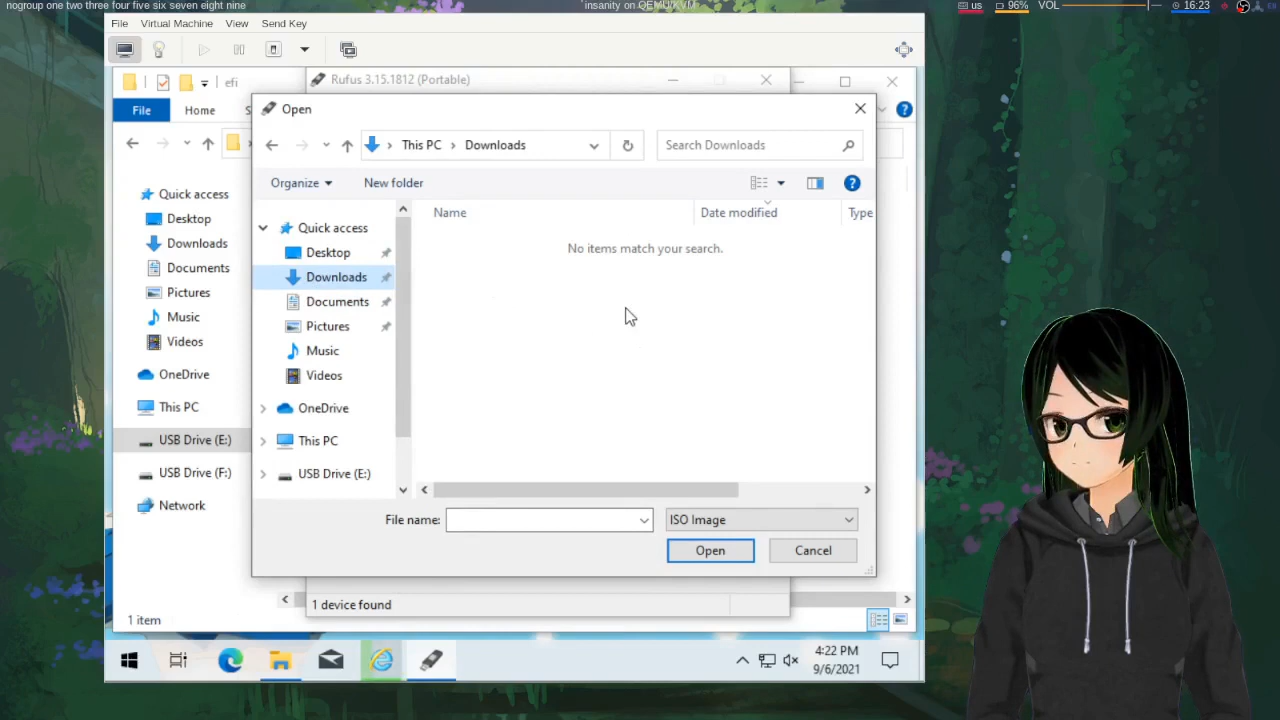 nogroup one two three four five six seven eight nine
*insanity on QEMU/KVM
us
96%
VOL
16:23
File Virtual Machine View Send Key
efi
Rufus 3.15.1812 (Portable)
File
Home
Open
This PC
Downloads
Search Downloads
Organize
New folder
Name
Date modified
Type
No items match your search.
Quick access
Desktop
Downloads
Documents
Pictures
Music
Videos
OneDrive
This PC
USB Drive (E:)
Quick access
Desktop
Downloads
Documents
Pictures
Music
Videos
OneDrive
This PC
USB Drive (E:)
USB Drive (F:)
Network
File name:
ISO Image
Open
Cancel
1 device found
1 item
4:22 PM
9/6/2021